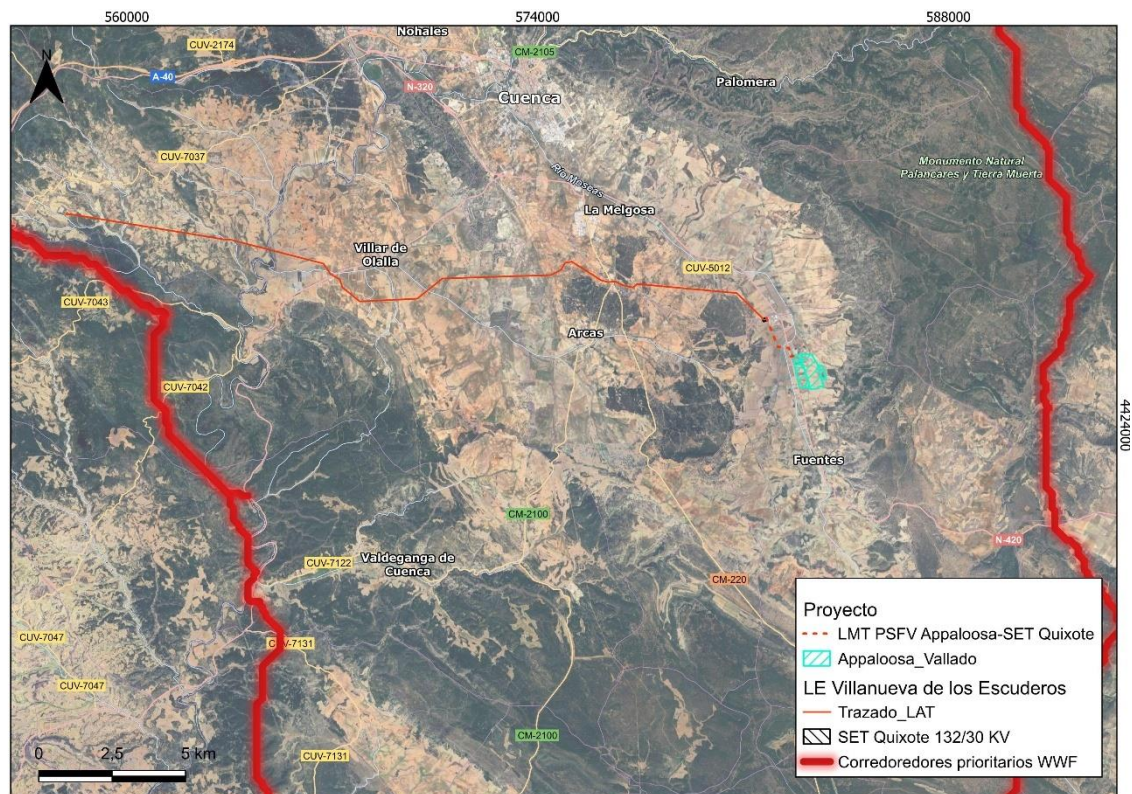 560000
574000
588000
N
CUV-2174
Nohales
CM-2105
A-40
N-320
Palomera
Cuenca
CUV-7037
Río Moscas
Monumento Natural
Palancares y Tierra Muerta
La Melgosa
Villar de
Olalla
CUV-5012
CUV-7043
Arcas
CUV-7042
4424000
Fuentes
CM-2100
N-420
CUV-7122
Valdeganga de
Cuenca
CM-220
CUV-7131
CUV-7047
CUV-7047
CM-2100
CUV-7131
0 2,5 5 km
Proyecto
LMT PSFV Appaloosa-SET Quixote
Appaloosa_Vallado
LE Villanueva de los Escuderos
Trazado_LAT
SET Quixote 132/30 KV
Corredoredores prioritarios WWF